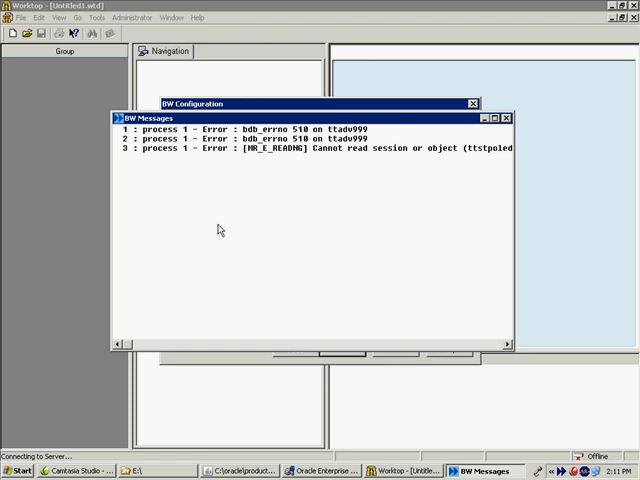 Worktop - [Untitled1.wtd]
File Edit View Go Tools Administrator Window Help
Group
Navigation
BW Configuration
BW Messages
1 : process 1 - Error : bdb_errno 510 on ttadv999
2 : process 1 - Error : bdb_errno 510 on ttadv999
3 : process 1 - Error : [MR_E_READNG] Cannot read session or object (ttstpoled
Connecting to Server...
Offline
Start
Camtasia Studio - ...
E:\
C:\oracle\product...
Oracle Enterprise ...
Worktop - [Untitle...
BW Messages
2:11 PM